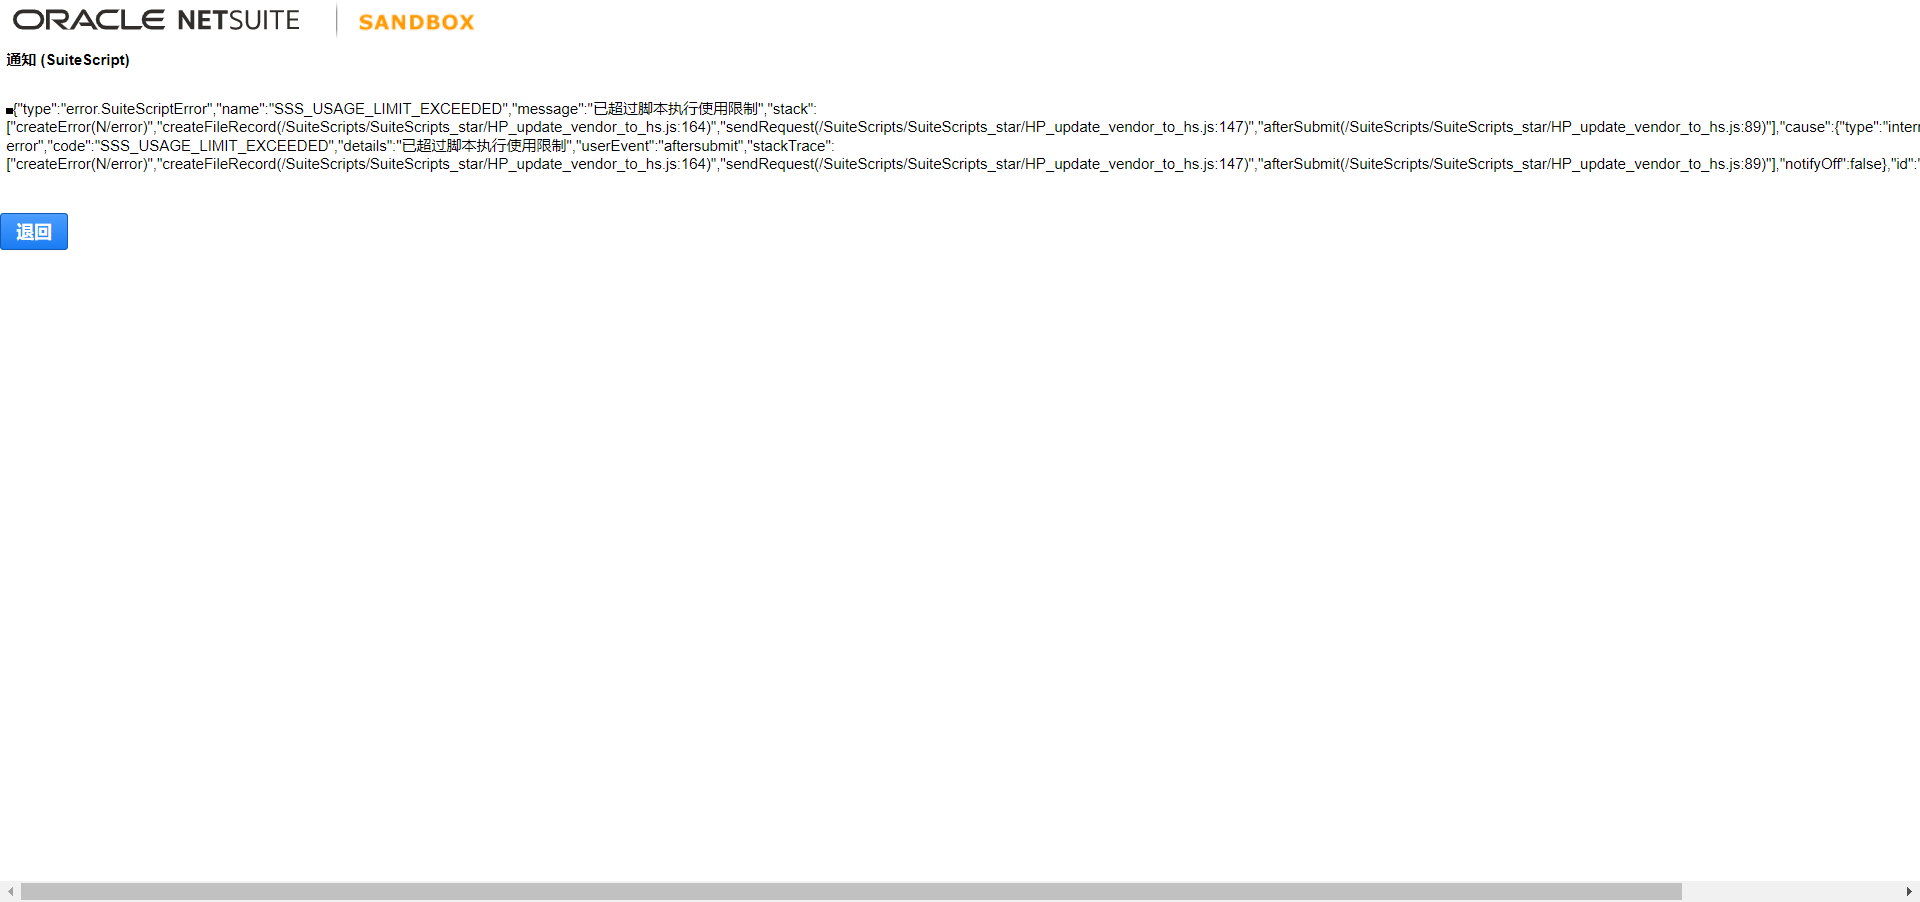 ORACLE NETSUITE SANDBOX
通知 (SuiteScript)
{"type":"error.SuiteScriptError","name":"SSS_USAGE_LIMIT_EXCEEDED","message":"已超过脚本执行使用限制","stack":
["createError(N/error)","createFileRecord(/SuiteScripts/SuiteScripts_star/HP_update_vendor_to_hs.js:164)","sendRequest(/SuiteScripts/SuiteScripts_star/HP_update_vendor_to_hs.js:147)","afterSubmit(/SuiteScripts/SuiteScripts_star/HP_update_vendor_to_hs.js:89)"],"cause":{"type":"interr
error","code":"SSS_USAGE_LIMIT_EXCEEDED","details":"已超过脚本执行使用限制","userEvent":"aftersubmit","stackTrace":
["createError(N/error)","createFileRecord(/SuiteScripts/SuiteScripts_star/HP_update_vendor_to_hs.js:164)","sendRequest(/SuiteScripts/SuiteScripts_star/HP_update_vendor_to_hs.js:147)","afterSubmit(/SuiteScripts/SuiteScripts_star/HP_update_vendor_to_hs.js:89)"],"notifyOff":false},"id":"
退回